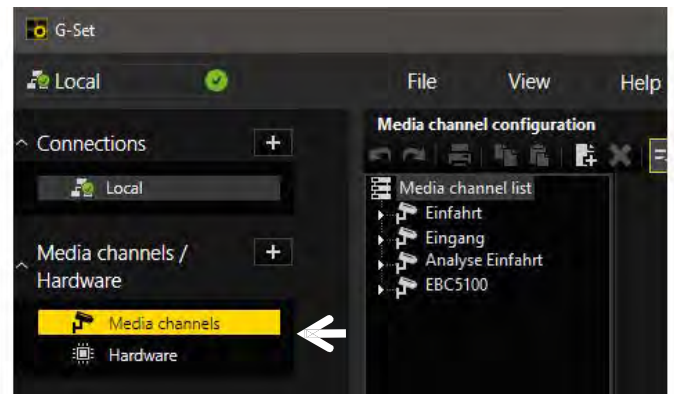 G-Set
Local
File View Help
Connections
Local
Media channels /
Hardware
Media channels
Hardware
Media channel configuration
Media channel list
Einfahrt
Eingang
Analyse Einfahrt
EBC5100